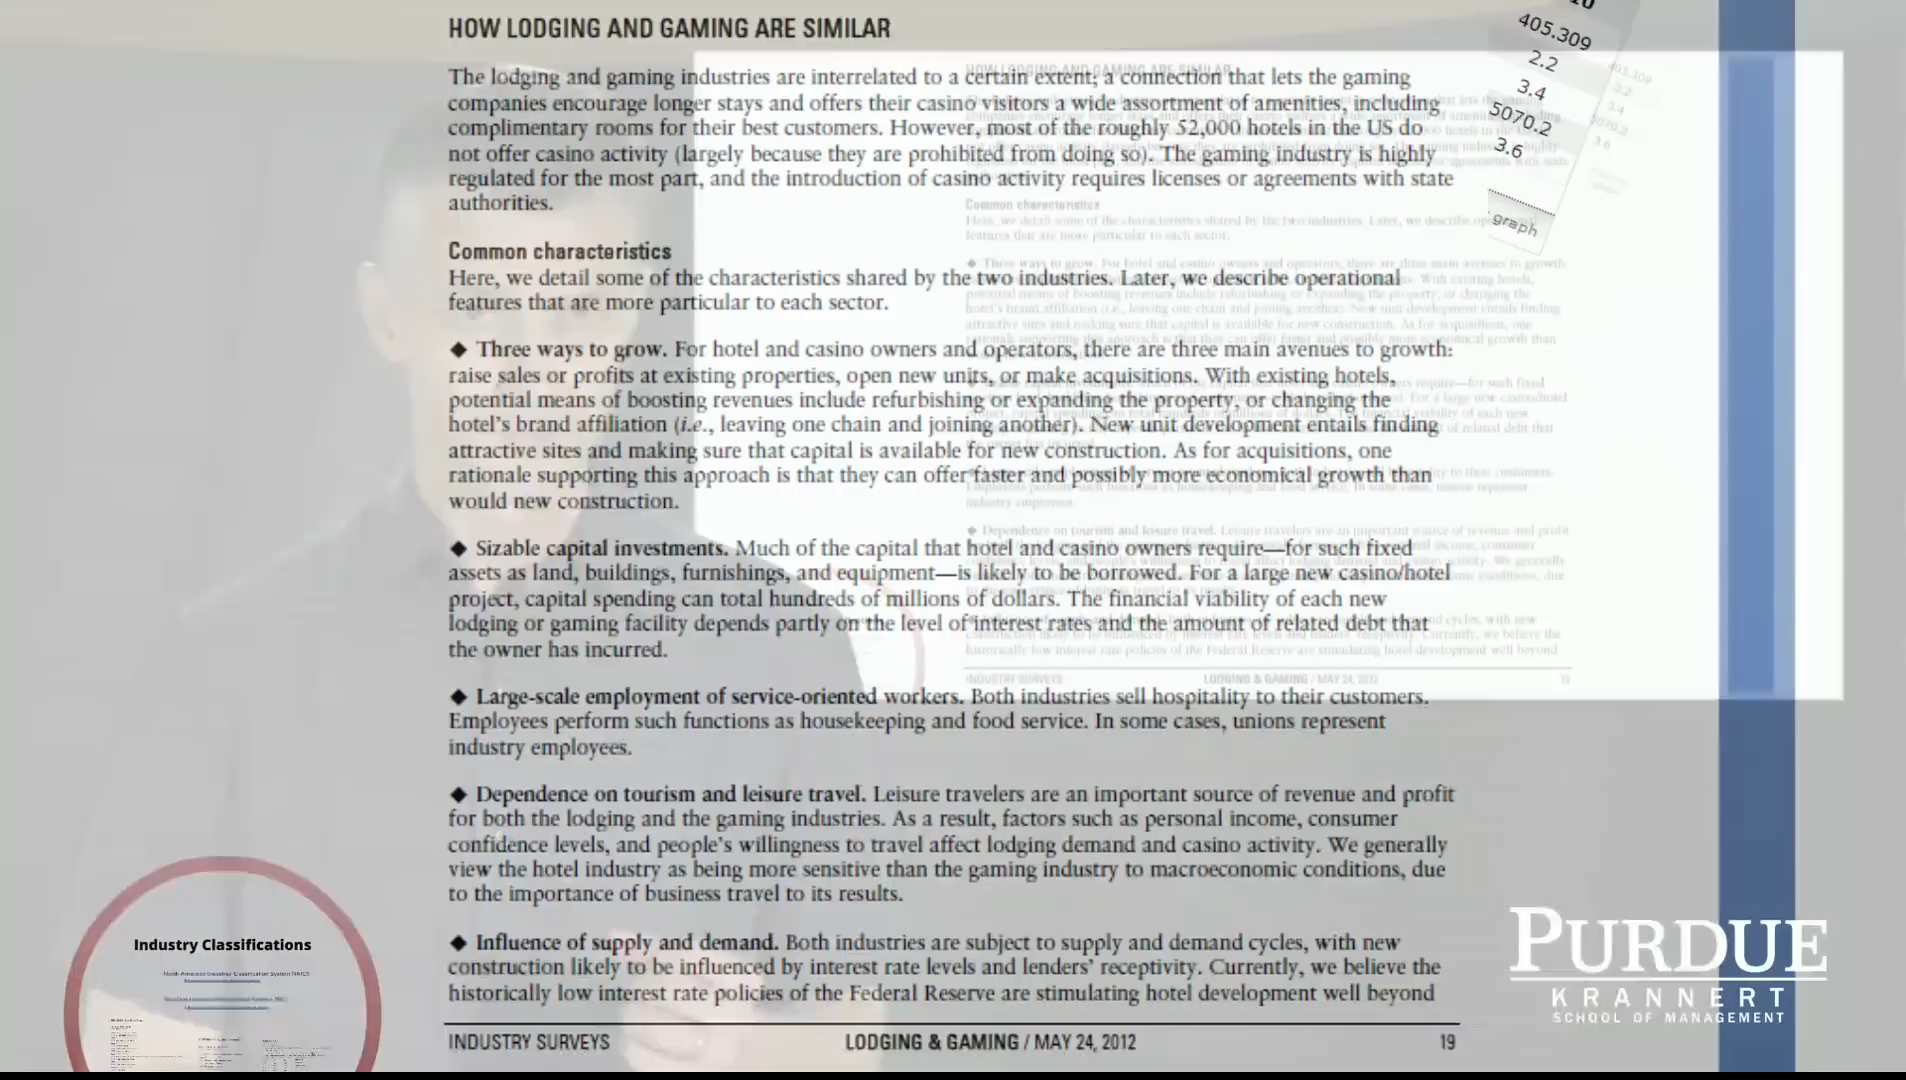 HOW LODGING AND GAMING ARE SIMILAR
The lodging and gaming industries are interrelated to a certain extent; a connection that lets the gaming
companies encourage longer stays and offers their casino visitors a wide assortment of amenities, including
complimentary rooms for their best customers. However, most of the roughly 52,000 hotels in the US do
not offer casino activity (largely because they are prohibited from doing so). The gaming industry is highly
regulated for the most part, and the introduction of casino activity requires licenses or agreements with state
authorities.
Common characteristics
Here, we detail some of the characteristics shared by the two industries. Later, we describe operational
features that are more particular to each sector.
◆ Three ways to grow. For hotel and casino owners and operators, there are three main avenues to growth:
raise sales or profits at existing properties, open new units, or make acquisitions. With existing hotels,
potential means of boosting revenues include refurbishing or expanding the property, or changing the
hotel's brand affiliation (i.e., leaving one chain and joining another). New unit development entails finding
attractive sites and making sure that capital is available for new construction. As for acquisitions, one
rationale supporting this approach is that they can offer faster and possibly more economical growth than
would new construction.
◆ Sizable capital investments. Much of the capital that hotel and casino owners require—for such fixed
assets as land, buildings, furnishings, and equipment—is likely to be borrowed. For a large new casino/hotel
project, capital spending can total hundreds of millions of dollars. The financial viability of each new
lodging or gaming facility depends partly on the level of interest rates and the amount of related debt that
the owner has incurred.
◆ Large-scale employment of service-oriented workers. Both industries sell hospitality to their customers.
Employees perform such functions as housekeeping and food service. In some cases, unions represent
industry employees.
◆ Dependence on tourism and leisure travel. Leisure travelers are an important source of revenue and profit
for both the lodging and the gaming industries. As a result, factors such as personal income, consumer
confidence levels, and people's willingness to travel affect lodging demand and casino activity. We generally
view the hotel industry as being more sensitive than the gaming industry to macroeconomic conditions, due
to the importance of business travel to its results.
◆ Influence of supply and demand. Both industries are subject to supply and demand cycles, with new
construction likely to be influenced by interest rate levels and lenders' receptivity. Currently, we believe the
historically low interest rate policies of the Federal Reserve are stimulating hotel development well beyond
INDUSTRY SURVEYS LODGING & GAMING / MAY 24, 2012 19
405.309
2.2
3.4
5070.2
3.6
graph
Industry Classifications
North American Industrial Classification System NAICS
PURDUE
KRANNERT
SCHOOL OF MANAGEMENT